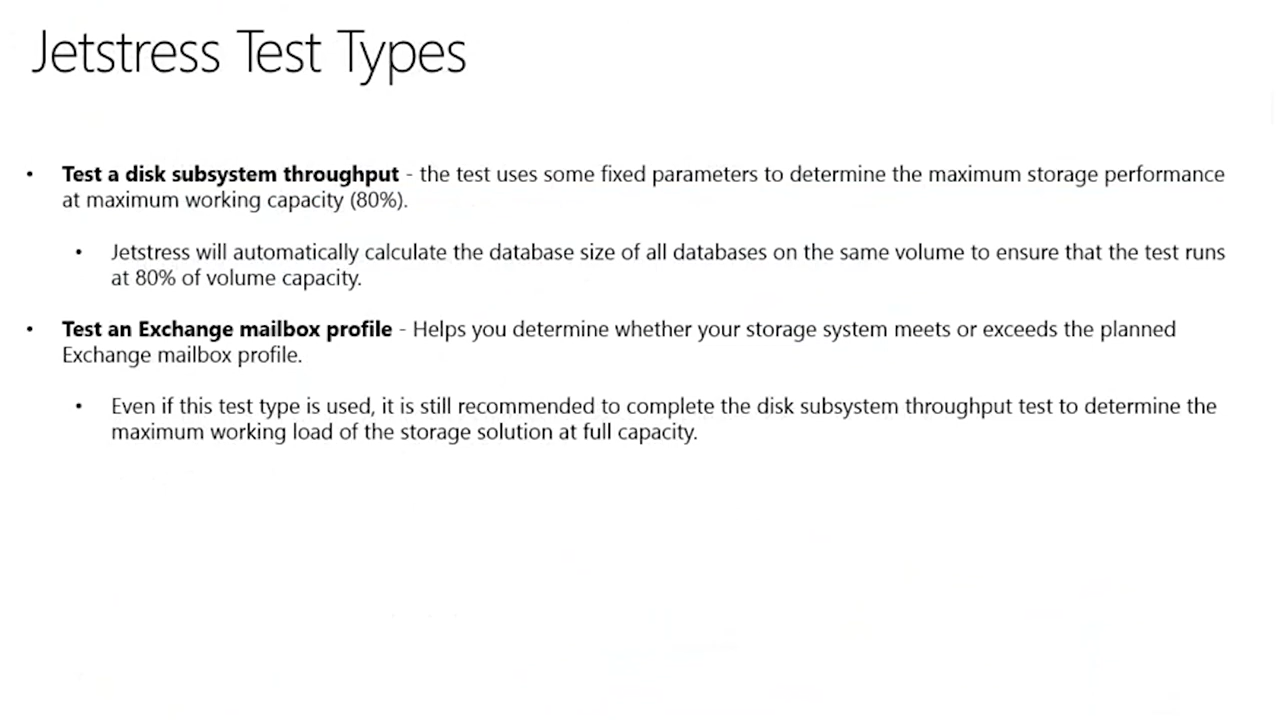 Jetstress Test Types
• Test a disk subsystem throughput - the test uses some fixed parameters to determine the maximum storage performance
at maximum working capacity (80%).
• Jetstress will automatically calculate the database size of all databases on the same volume to ensure that the test runs
at 80% of volume capacity.
• Test an Exchange mailbox profile - Helps you determine whether your storage system meets or exceeds the planned
Exchange mailbox profile.
• Even if this test type is used, it is still recommended to complete the disk subsystem throughput test to determine the
maximum working load of the storage solution at full capacity.